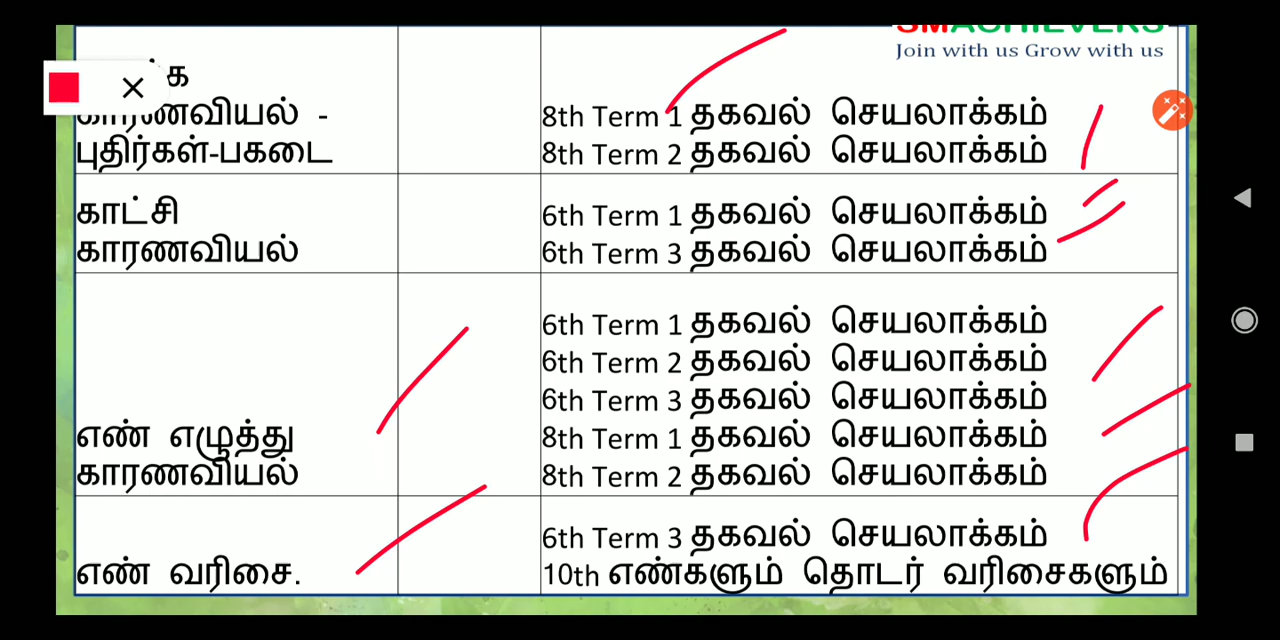 SMACHIEVERS
Join with us Grow with us
காரணவியல் -
புதிர்கள்-பகடை
8th Term 1 தகவல் செயலாக்கம்
8th Term 2 தகவல் செயலாக்கம்
காட்சி
காரணவியல்
6th Term 1 தகவல் செயலாக்கம்
6th Term 3 தகவல் செயலாக்கம்
எண் எழுத்து
காரணவியல்
6th Term 1 தகவல் செயலாக்கம்
6th Term 2 தகவல் செயலாக்கம்
6th Term 3 தகவல் செயலாக்கம்
8th Term 1 தகவல் செயலாக்கம்
8th Term 2 தகவல் செயலாக்கம்
எண் வரிசை.
6th Term 3 தகவல் செயலாக்கம்
10th எண்களும் தொடர் வரிசைகளும்